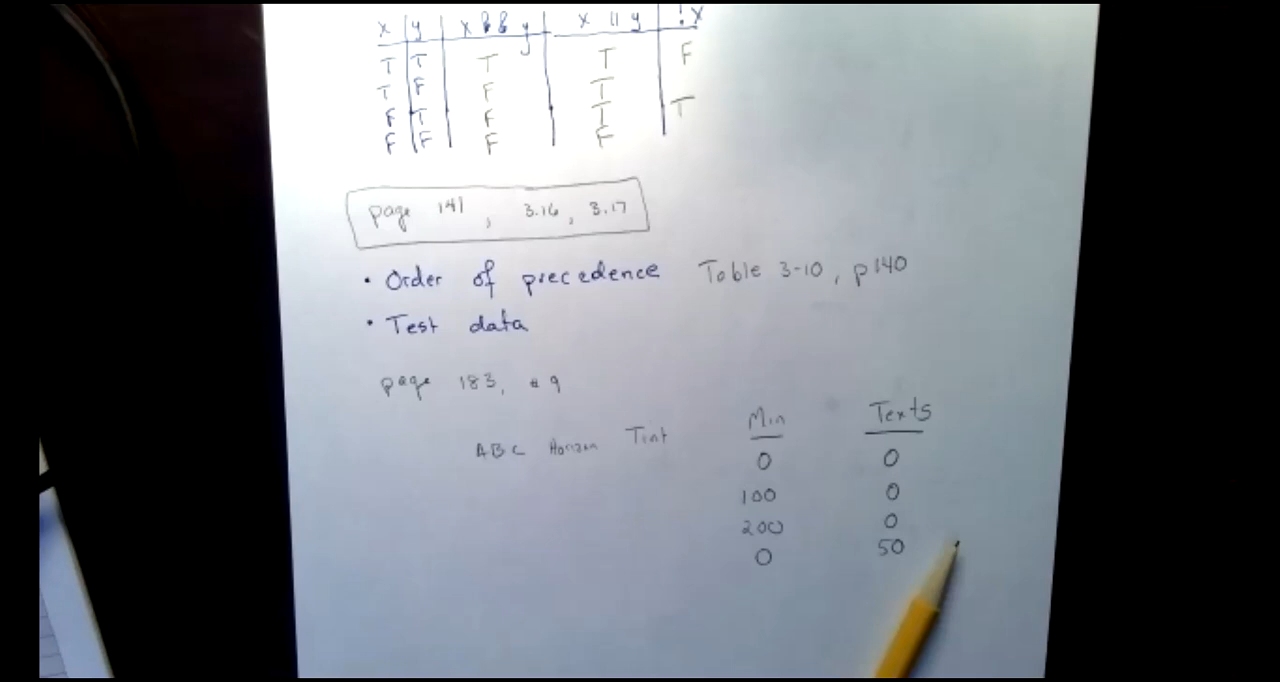 x y x && y x || y !x
T T T T F
T F F T
F T F T T
F F F F
page 141, 3.16, 3.17
• Order of precedence Table 3-10, p140
• Test data
page 183, #9
Min Texts
ABC Horizon Tint
0 0
100 0
200 0
0 50